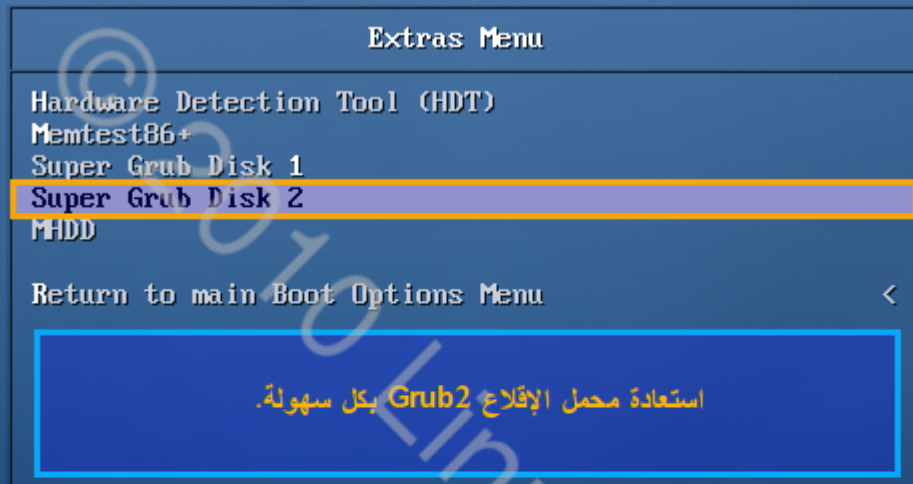 Extras Menu
Hardware Detection Tool (HDT)
Memtest86+
Super Grub Disk 1
Super Grub Disk 2
MHDD
Return to main Boot Options Menu <
استعادة محمل الإقلاع Grub2 بكل سهولة.
© 2010